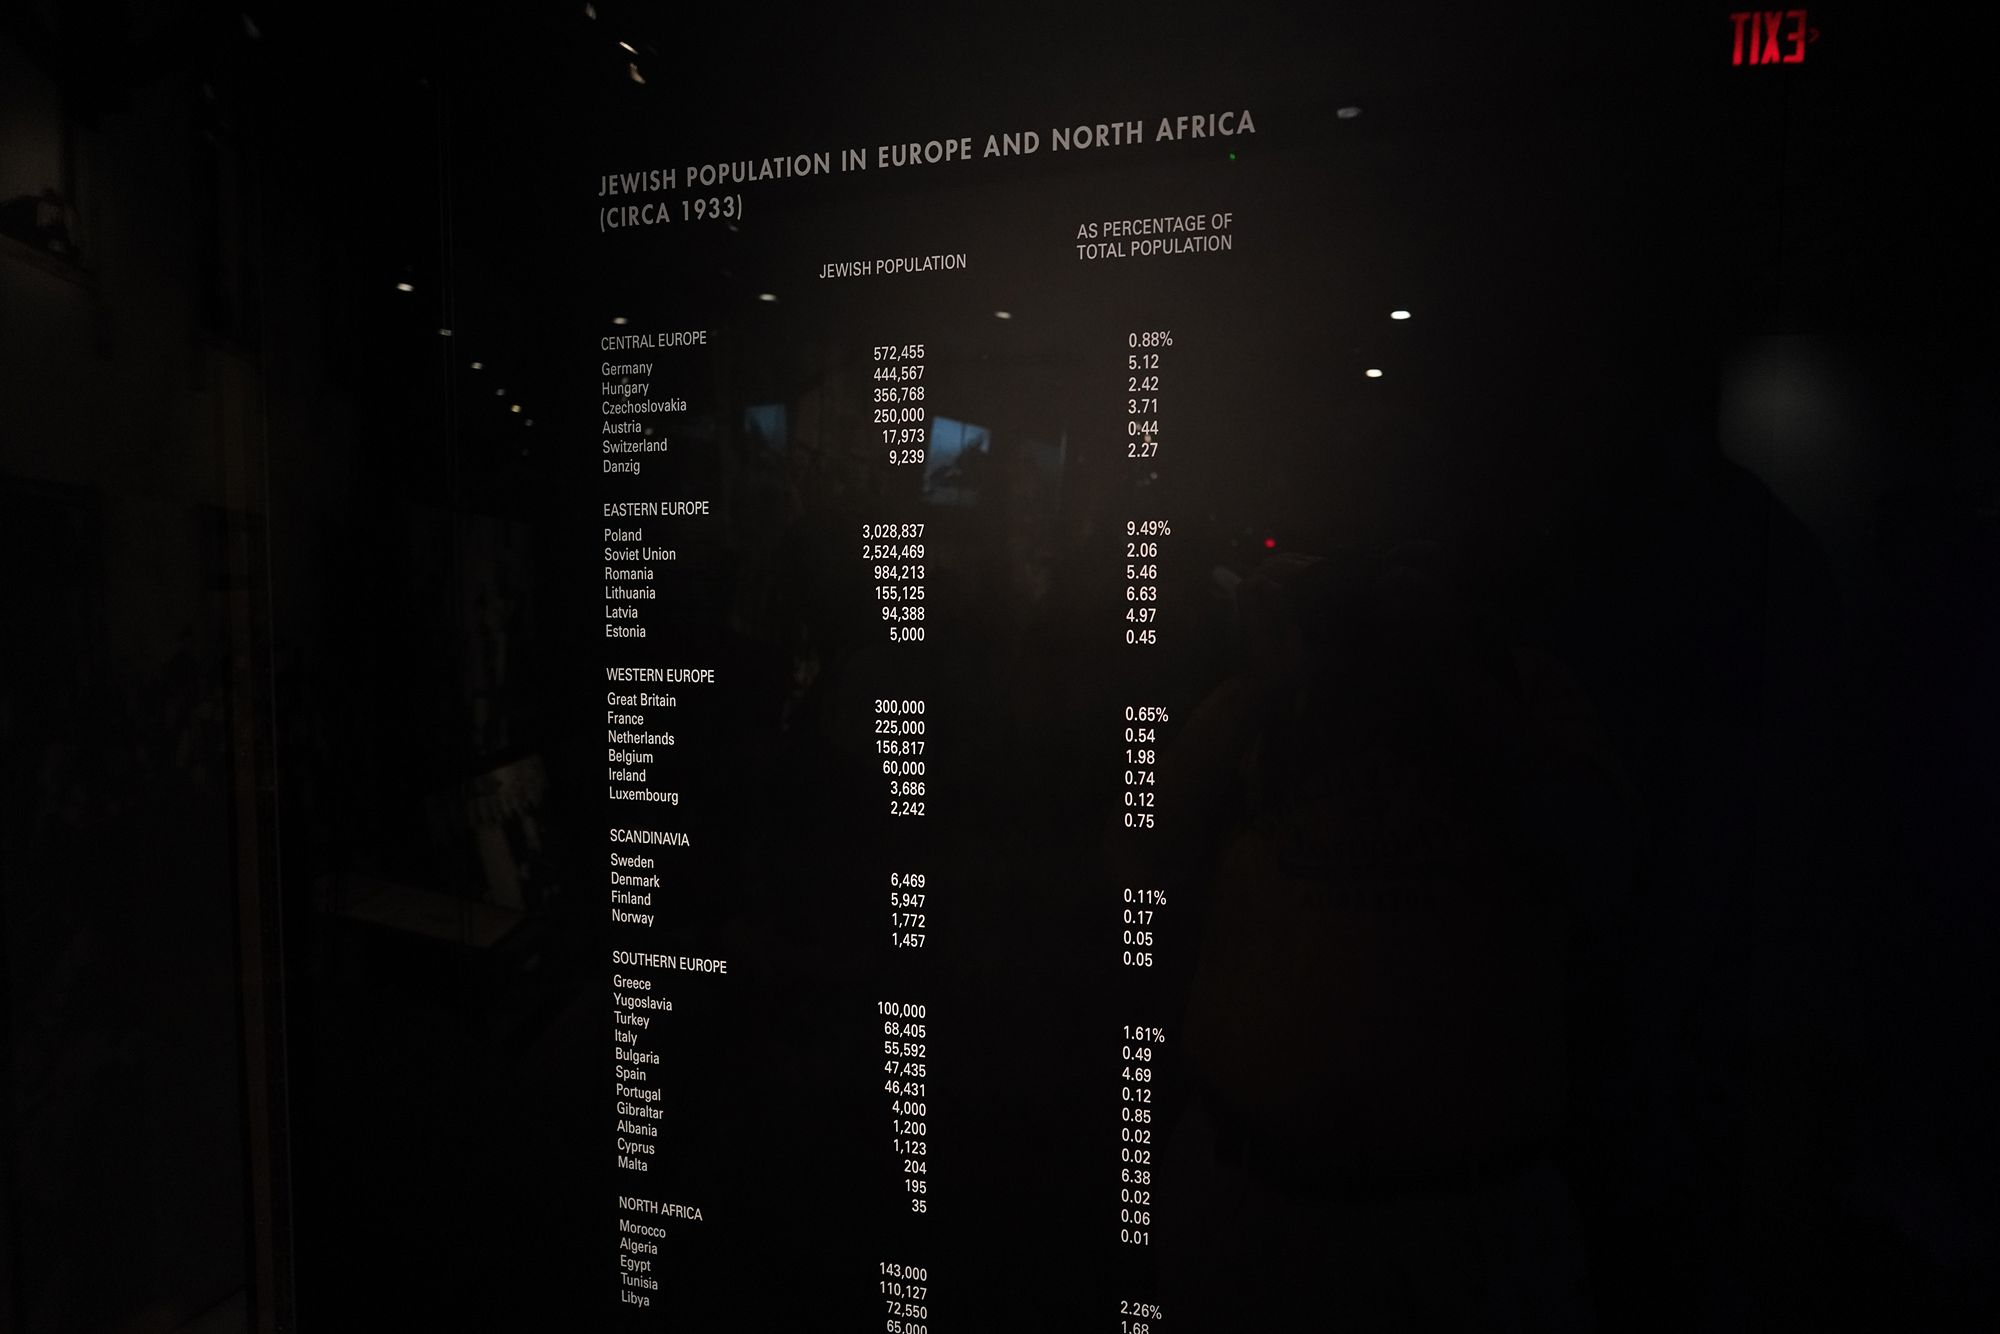 EXIT
JEWISH POPULATION IN EUROPE AND NORTH AFRICA
(CIRCA 1933)
JEWISH POPULATION
AS PERCENTAGE OF
TOTAL POPULATION
CENTRAL EUROPE
Germany 572,455 0.88%
Hungary 444,567 5.12
Czechoslovakia 356,768 2.42
Austria 250,000 3.71
Switzerland 17,973 0.44
Danzig 9,239 2.27
EASTERN EUROPE
Poland 3,028,837 9.49%
Soviet Union 2,524,469 2.06
Romania 984,213 5.46
Lithuania 155,125 6.63
Latvia 94,388 4.97
Estonia 5,000 0.45
WESTERN EUROPE
Great Britain 300,000 0.65%
France 225,000 0.54
Netherlands 156,817 1.98
Belgium 60,000 0.74
Ireland 3,686 0.12
Luxembourg 2,242 0.75
SCANDINAVIA
Sweden 6,469 0.11%
Denmark 5,947 0.17
Finland 1,772 0.05
Norway 1,457 0.05
SOUTHERN EUROPE
Greece 100,000 1.61%
Yugoslavia 68,405 0.49
Turkey 55,592 4.69
Italy 47,435 0.12
Bulgaria 46,431 0.85
Spain 4,000 0.02
Portugal 1,200 0.02
Gibraltar 1,123 6.38
Albania 204 0.02
Cyprus 195 0.06
Malta 35 0.01
NORTH AFRICA
Morocco 143,000 2.26%
Algeria 110,127 1.68
Egypt 72,550
Tunisia 65,000
Libya